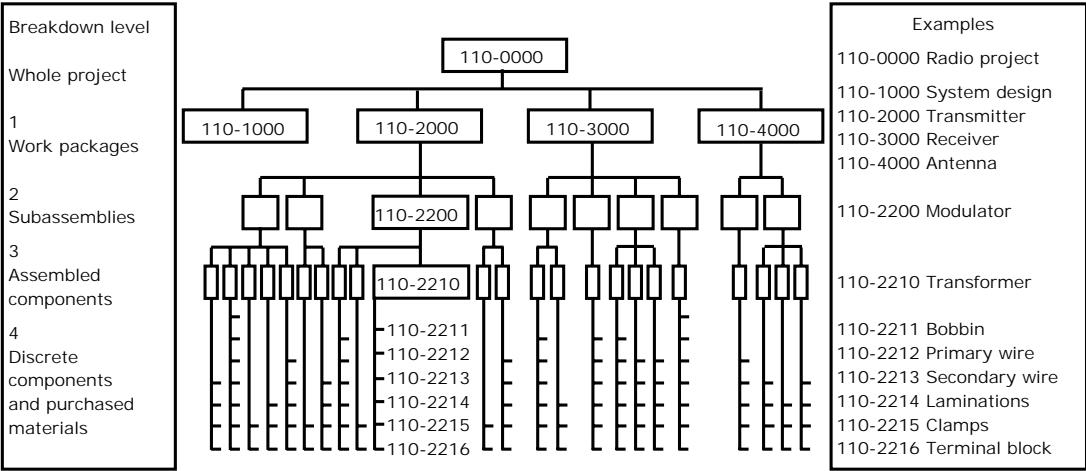 Breakdown level
Whole project
1
Work packages
2
Subassemblies
3
Assembled
components
4
Discrete
components
and purchased
materials
110-0000
110-1000
110-2000
110-3000
110-4000
110-2200
110-2210
110-2211
110-2212
110-2213
110-2214
110-2215
110-2216
Examples
110-0000 Radio project
110-1000 System design
110-2000 Transmitter
110-3000 Receiver
110-4000 Antenna
110-2200 Modulator
110-2210 Transformer
110-2211 Bobbin
110-2212 Primary wire
110-2213 Secondary wire
110-2214 Laminations
110-2215 Clamps
110-2216 Terminal block